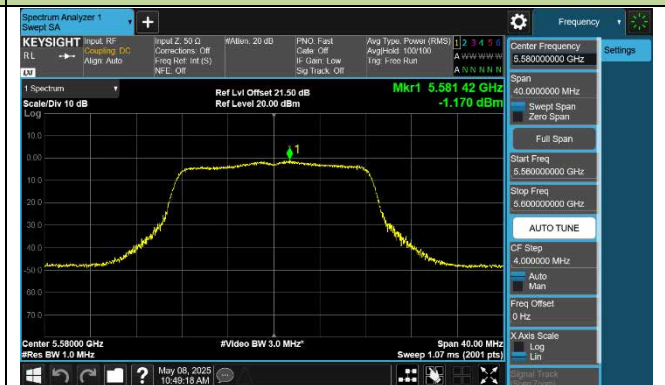 Spectrum Analyzer 1
Swept SA
+
Frequency
KEYSIGHT
RL
Input: RF
Coupling: DC
Align: Auto
Input Z: 50 Ω
Corrections: Off
Freq Ref: Int (S)
NFE: Off
#Atten: 20 dB
PNO: Fast
Gate: Off
IF Gain: Low
Sig Track: Off
Avg Type: Power (RMS)
Avg|Hold: 100/100
Trig: Free Run
1 2 3 4 5 6
A W W W W W
A N N N N N
LV
1 Spectrum
Scale/Div 10 dB
Log
Ref Lvl Offset 21.50 dB
Ref Level 20.00 dBm
Mkr1 5.581 42 GHz
-1.170 dBm
10.0
0.00
-10.0
-20.0
-30.0
-40.0
-50.0
-60.0
-70.0
1
Center 5.58000 GHz
#Res BW 1.0 MHz
#Video BW 3.0 MHz*
Span 40.00 MHz
Sweep 1.07 ms (2001 pts)
May 08, 2025
10:49:18 AM
Center Frequency
5.580000000 GHz
Settings
Span
40.0000000 MHz
Swept Span
Zero Span
Full Span
Start Freq
5.560000000 GHz
Stop Freq
5.600000000 GHz
AUTO TUNE
CF Step
4.000000 MHz
Auto
Man
Freq Offset
0 Hz
X Axis Scale
Log
Lin
Signal Track
(Span Zoom)